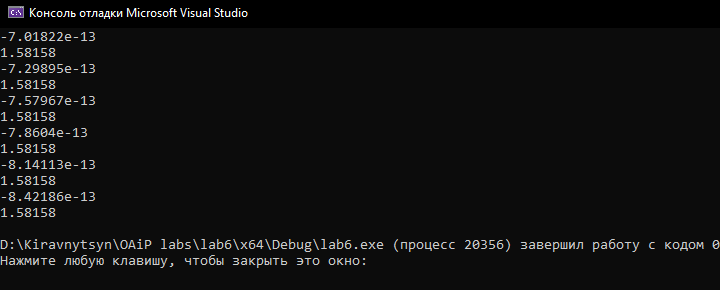 Консоль отладки Microsoft Visual Studio
-7.01822e-13
1.58158
-7.29895e-13
1.58158
-7.57967e-13
1.58158
-7.8604e-13
1.58158
-8.14113e-13
1.58158
-8.42186e-13
1.58158
D:\Kiravnytsyn\OAiP labs\lab6\x64\Debug\lab6.exe (процесс 20356) завершил работу с кодом 0
Нажмите любую клавишу, чтобы закрыть это окно: